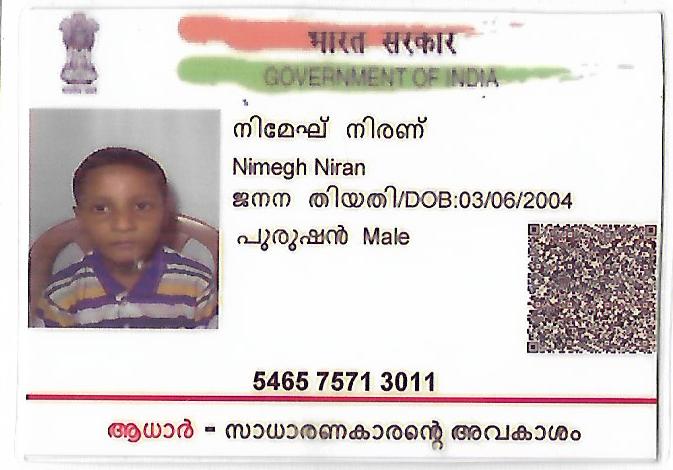 भारत सरकार
GOVERNMENT OF INDIA
നിമേഘ് നിരണ്
Nimegh Niran
ജനന തിയതി/DOB:03/06/2004
പുരുഷൻ Male
5465 7571 3011
ആധാർ - സാധാരണകാരന്റെ അവകാശം